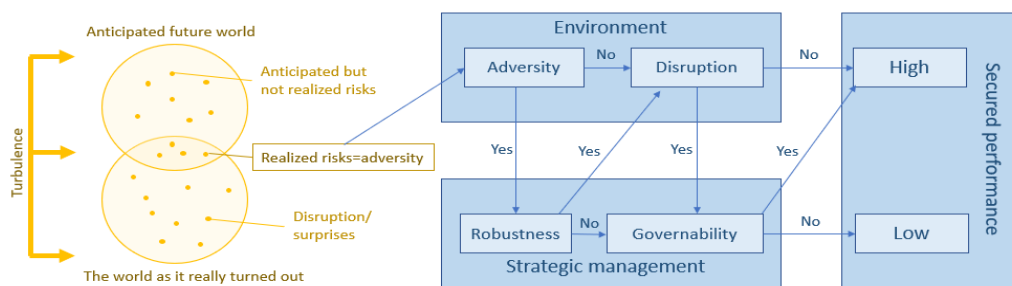 Turbulence
Anticipated future world
Anticipated but
not realized risks
Realized risks=adversity
Disruption/
surprises
The world as it really turned out
Environment
Adversity
No
Disruption
No
Yes
Yes
Yes
Yes
Robustness
No
Governability
No
Strategic management
High
Low
Secured performance